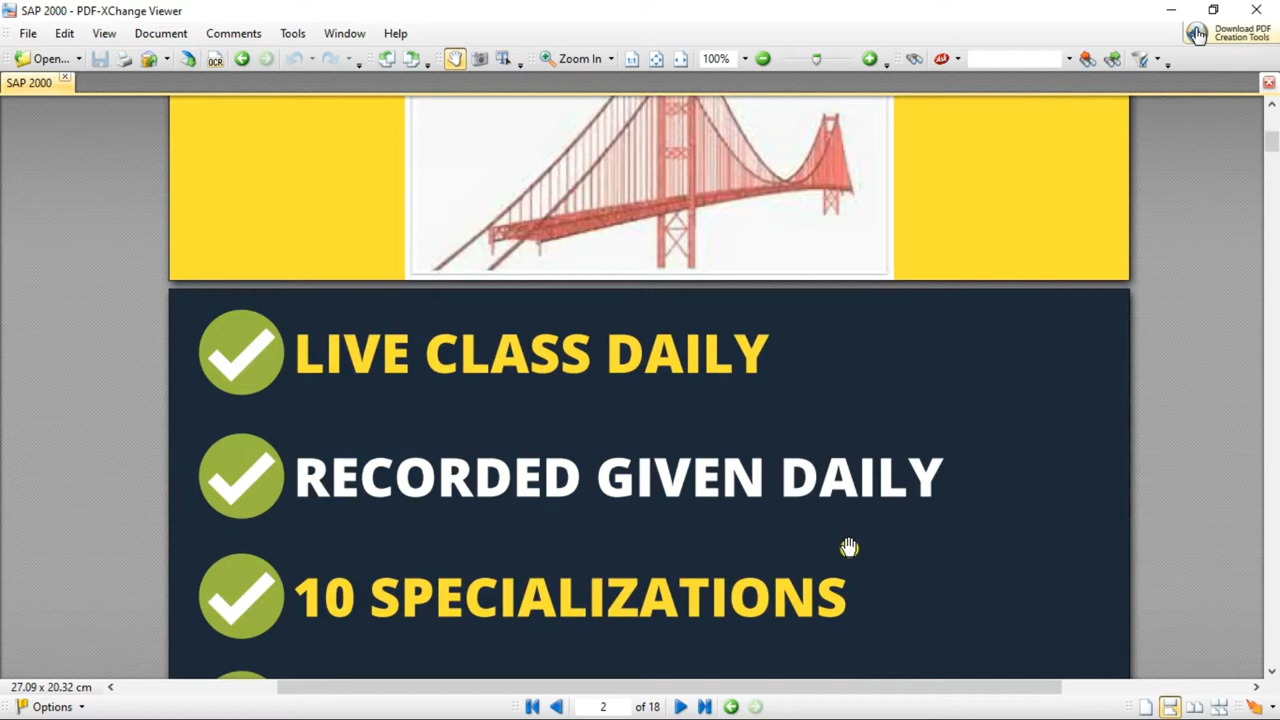 SAP 2000 - PDF-XChange Viewer
File Edit View Document Comments Tools Window Help
Download PDF
Creation Tools
Open... OCR Zoom In 100%
SAP 2000
LIVE CLASS DAILY
RECORDED GIVEN DAILY
10 SPECIALIZATIONS
27.09 x 20.32 cm
Options 2 of 18